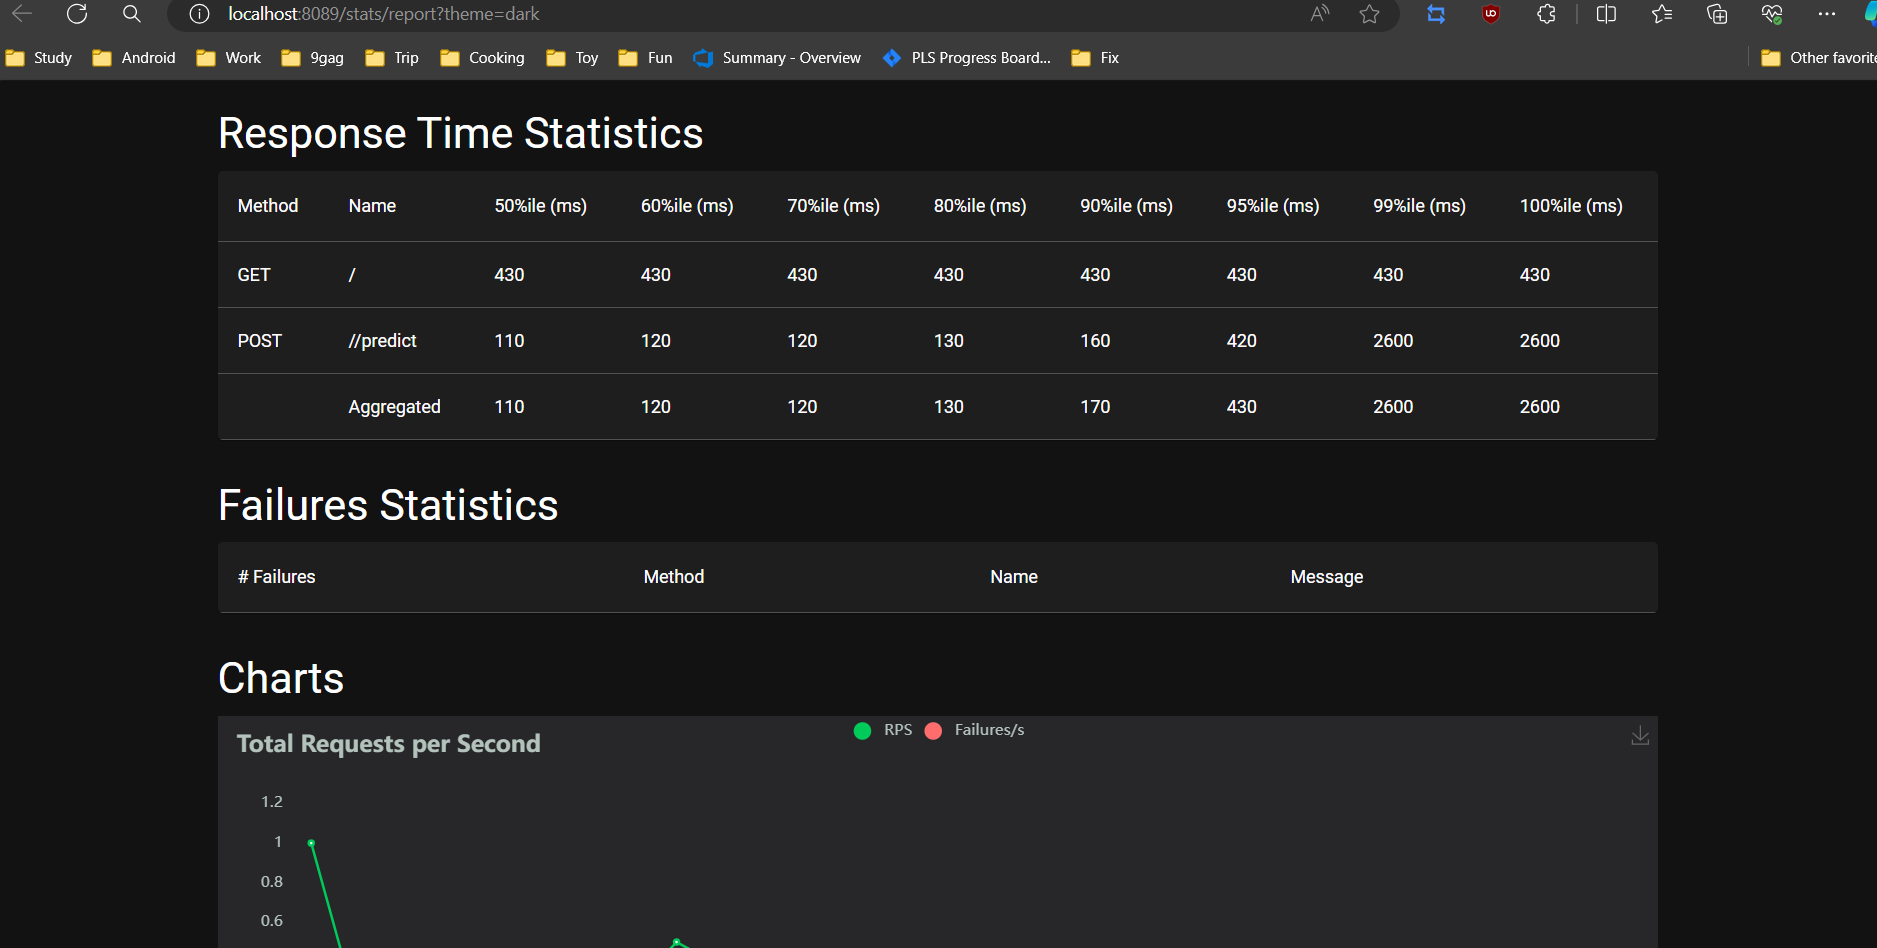 localhost:8089/stats/report?theme=dark
Study Android Work 9gag Trip Cooking Toy Fun Summary - Overview PLS Progress Board... Fix Other favorite
Response Time Statistics
Method Name 50%ile (ms) 60%ile (ms) 70%ile (ms) 80%ile (ms) 90%ile (ms) 95%ile (ms) 99%ile (ms) 100%ile (ms)
GET / 430 430 430 430 430 430 430 430
POST //predict 110 120 120 130 160 420 2600 2600
Aggregated 110 120 120 130 170 430 2600 2600
Failures Statistics
# Failures Method Name Message
Charts
RPS Failures/s
Total Requests per Second
1.2
1
0.8
0.6